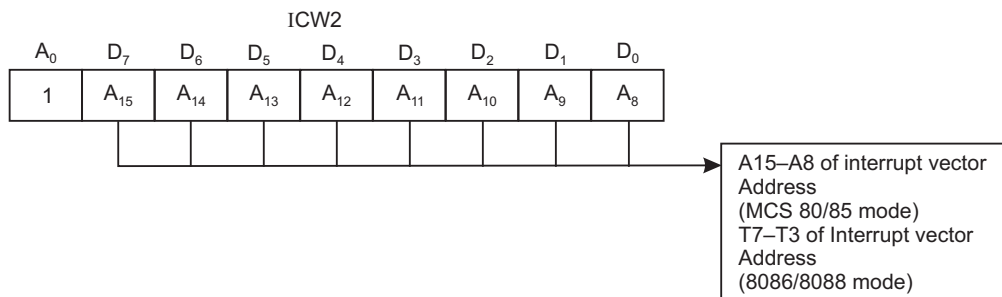 ICW2
A0 D7 D6 D5 D4 D3 D2 D1 D0
1 A15 A14 A13 A12 A11 A10 A9 A8
A15–A8 of interrupt vector
Address
(MCS 80/85 mode)
T7–T3 of Interrupt vector
Address
(8086/8088 mode)